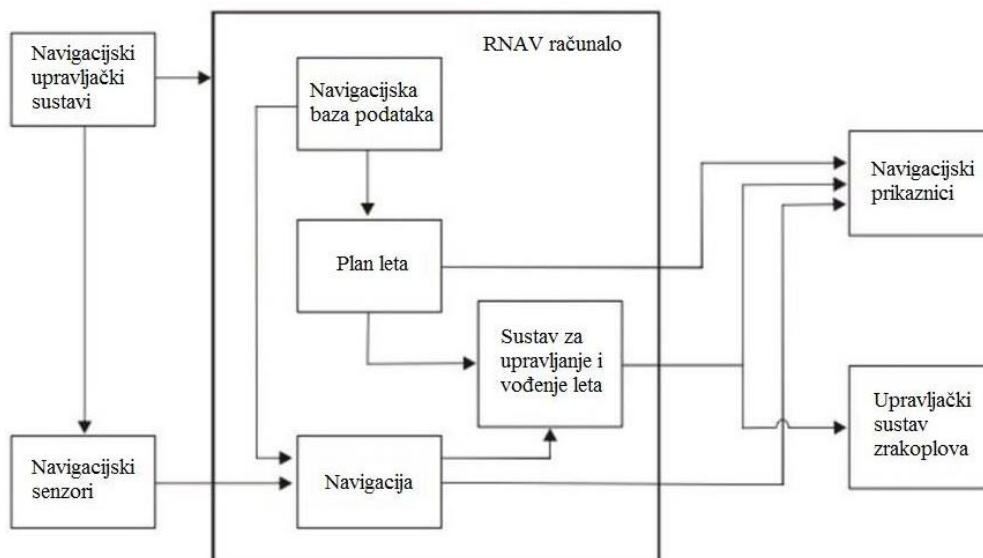 RNAV računalo
Navigacijski
upravljački
sustavi
Navigacijska
baza podataka
Navigacijski
prikaznici
Plan leta
Sustav za
upravljanje i
vođenje leta
Upravljački
sustav
zrakoplova
Navigacijski
senzori
Navigacija